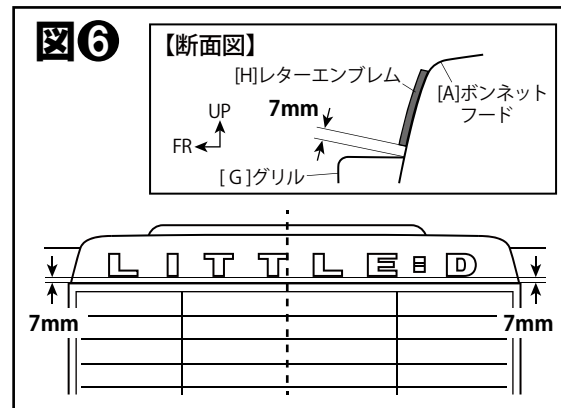 図❻
【断面図】
[H]レターエンブレム
[A]ボンネット
フード
7mm
UP
FR
[G]グリル
LITTLE:D
7mm
7mm